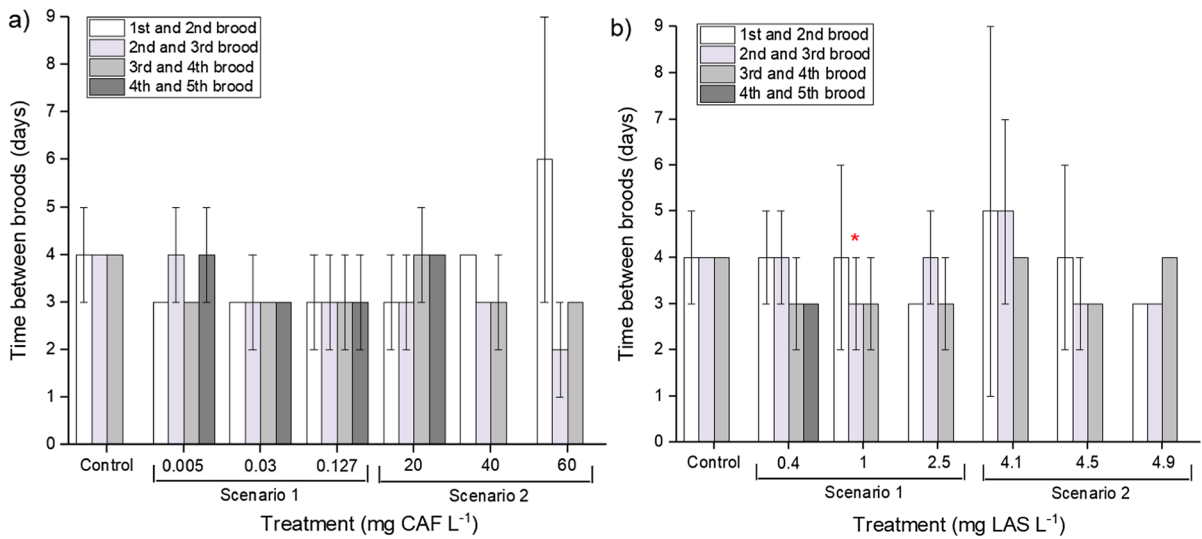 a)
9
8
7
6
5
4
3
2
1
0
Time between broods (days)
1st and 2nd brood
2nd and 3rd brood
3rd and 4th brood
4th and 5th brood
Control 0.005 0.03 0.127 20 40 60
Scenario 1 Scenario 2
Treatment (mg CAF L⁻¹)
b)
9
8
7
6
5
4
3
2
1
0
Time between broods (days)
1st and 2nd brood
2nd and 3rd brood
3rd and 4th brood
4th and 5th brood
*
Control 0.4 1 2.5 4.1 4.5 4.9
Scenario 1 Scenario 2
Treatment (mg LAS L⁻¹)